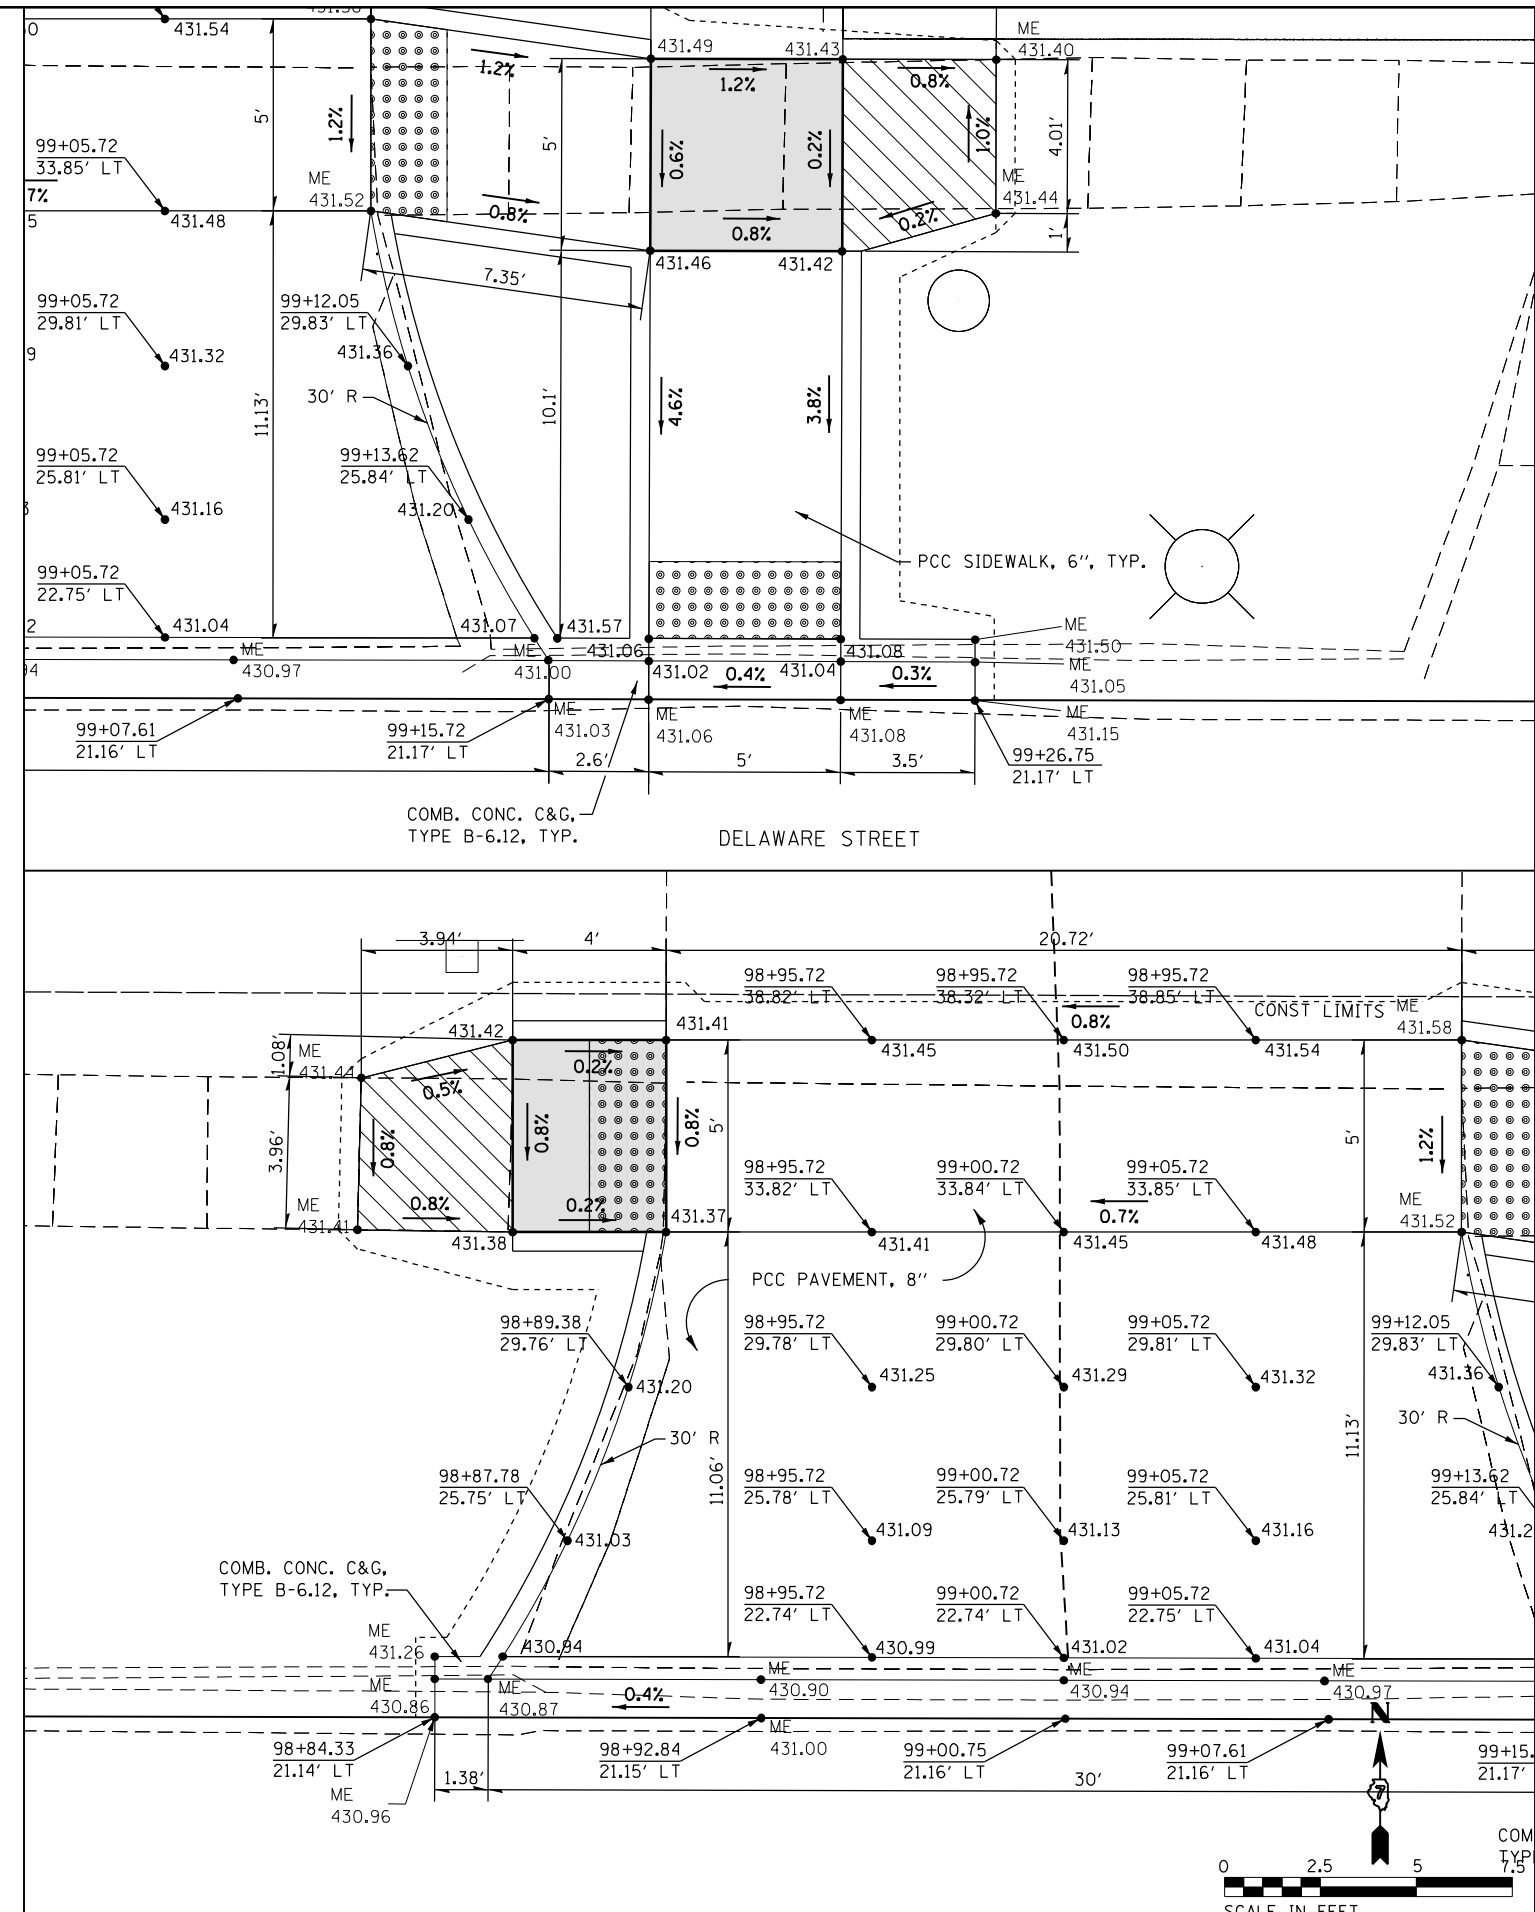 431.54
431.49
431.43
ME
431.40
1.2%
1.2%
0.8%
5'
1.2%
5'
0.6%
0.2%
1.0%
4.01'
99+05.72
33.85' LT
7%
ME
431.52
431.48
0.8%
0.8%
0.2%
ME
431.44
1'
431.46
431.42
7.35'
99+05.72
29.81' LT
99+12.05
29.83' LT
431.32
431.36
30' R
11.13'
10.1'
4.6%
3.8%
99+05.72
25.81' LT
99+13.62
25.84' LT
431.16
431.20
PCC SIDEWALK, 6", TYP.
99+05.72
22.75' LT
431.04
431.07
431.57
ME
431.50
ME
430.97
ME
431.00
431.06
431.02
431.04
431.08
ME
431.05
0.4%
0.3%
99+07.61
21.16' LT
99+15.72
21.17' LT
ME
431.03
ME
431.06
ME
431.08
ME
431.15
99+26.75
21.17' LT
2.6'
5'
3.5'
COMB. CONC. C&G,
TYPE B-6.12, TYP.
DELAWARE STREET
3.94'
4'
20.72'
98+95.72
38.82' LT
98+95.72
38.32' LT
98+95.72
38.85' LT
CONST LIMITS
ME
431.58
0.8%
431.42
431.41
431.45
431.50
431.54
1.08'
ME
431.44
0.2%
0.5%
3.96'
0.8%
0.8%
0.8%
5'
5'
1.2%
98+95.72
33.82' LT
99+00.72
33.84' LT
99+05.72
33.85' LT
0.7%
ME
431.52
ME
431.41
0.8%
0.2%
431.38
431.37
431.41
431.45
431.48
PCC PAVEMENT, 8"
98+89.38
29.76' LT
98+95.72
29.78' LT
99+00.72
29.80' LT
99+05.72
29.81' LT
99+12.05
29.83' LT
431.20
431.25
431.29
431.32
431.36
30' R
30' R
11.06'
11.13'
98+87.78
25.75' LT
98+95.72
25.78' LT
99+00.72
25.79' LT
99+05.72
25.81' LT
99+13.62
25.84' LT
431.03
431.09
431.13
431.16
431.2
COMB. CONC. C&G,
TYPE B-6.12, TYP.
98+95.72
22.74' LT
99+00.72
22.74' LT
99+05.72
22.75' LT
ME
431.26
430.94
430.99
431.02
431.04
ME
430.86
ME
430.87
0.4%
ME
430.90
ME
430.94
ME
430.97
N
98+84.33
21.14' LT
98+92.84
21.15' LT
ME
431.00
99+00.75
21.16' LT
99+07.61
21.16' LT
99+15.
21.17'
ME
430.96
1.38'
30'
7
COM
TYP
0 2.5 5 7.5
SCALE IN FEET